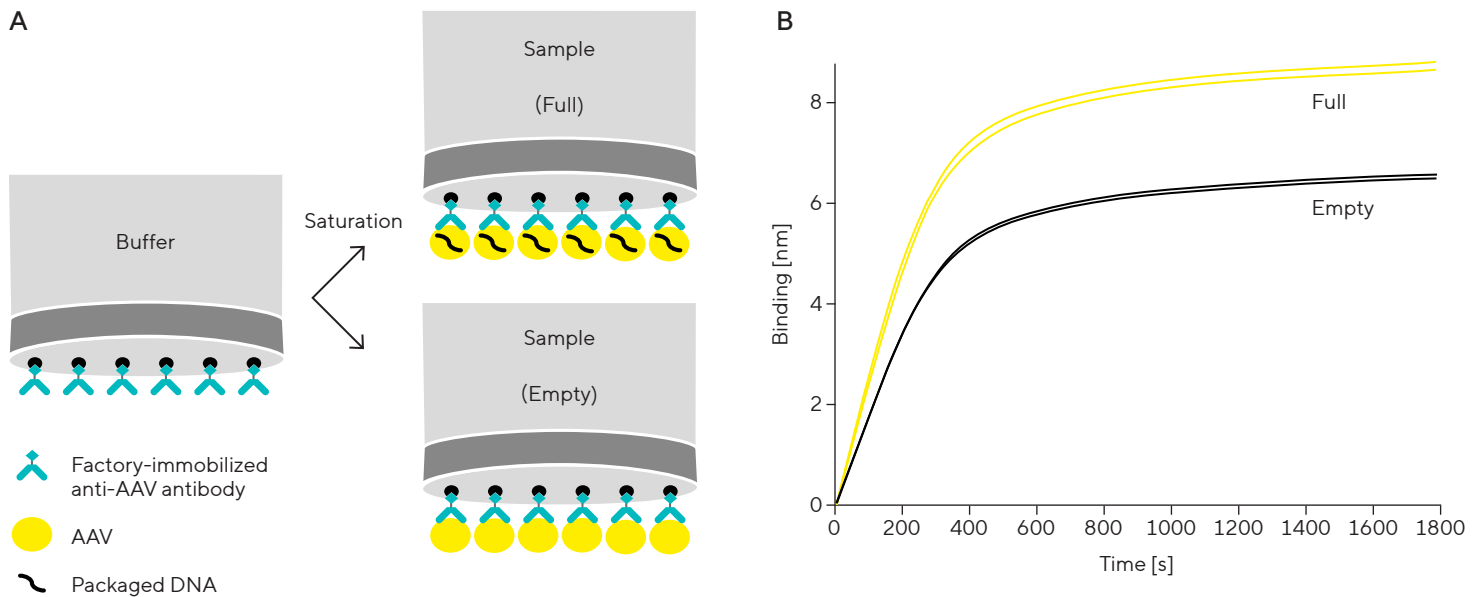 A
Buffer
Saturation
Sample
(Full)
Sample
(Empty)
Factory-immobilized
anti-AAV antibody
AAV
Packaged DNA
B
Binding [nm]
8
6
4
2
0
Full
Empty
0 200 400 600 800 1000 1200 1400 1600 1800
Time [s]